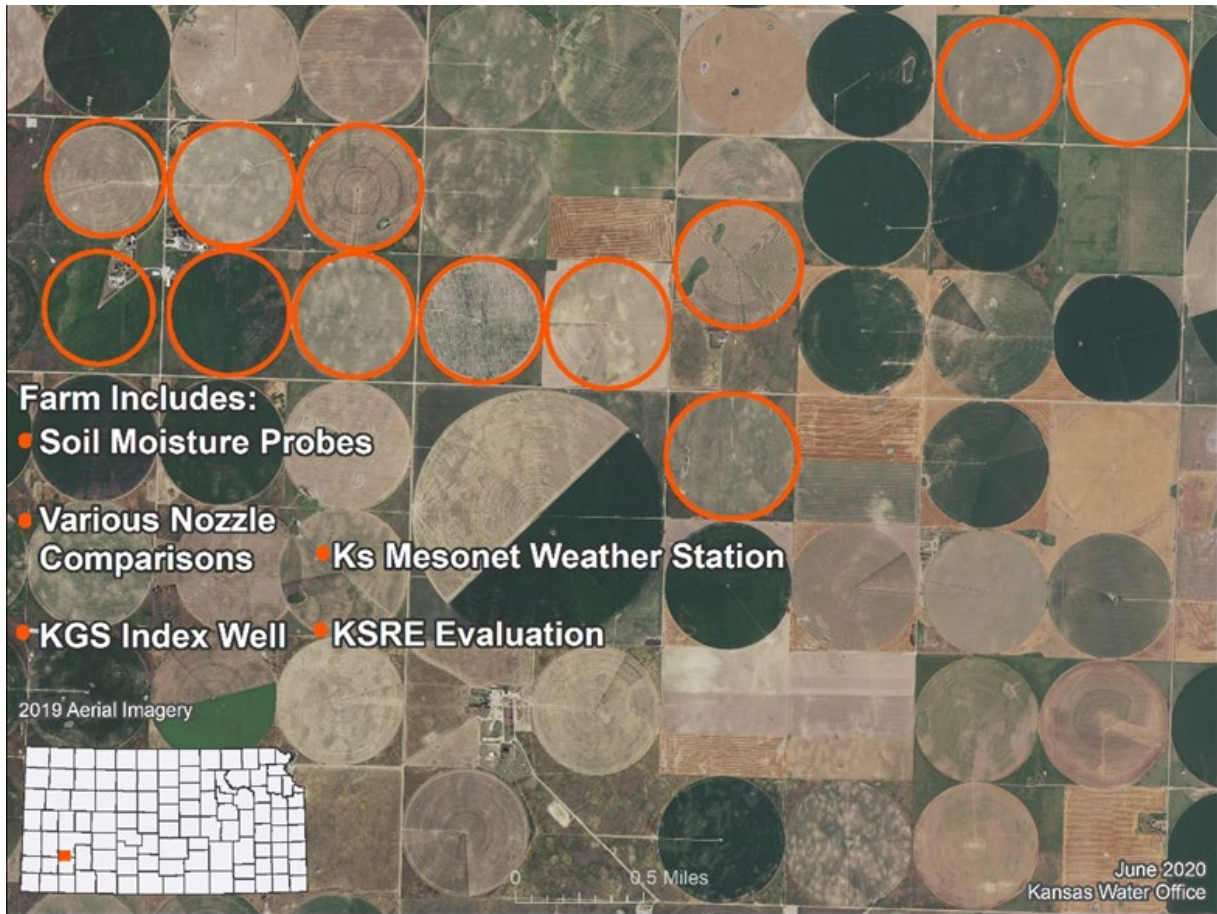 Farm Includes:
Soil Moisture Probes
Various Nozzle
Comparisons
Ks Mesonet Weather Station
KGS Index Well
KSRE Evaluation
2019 Aerial Imagery
0
0.5 Miles
June 2020
Kansas Water Office